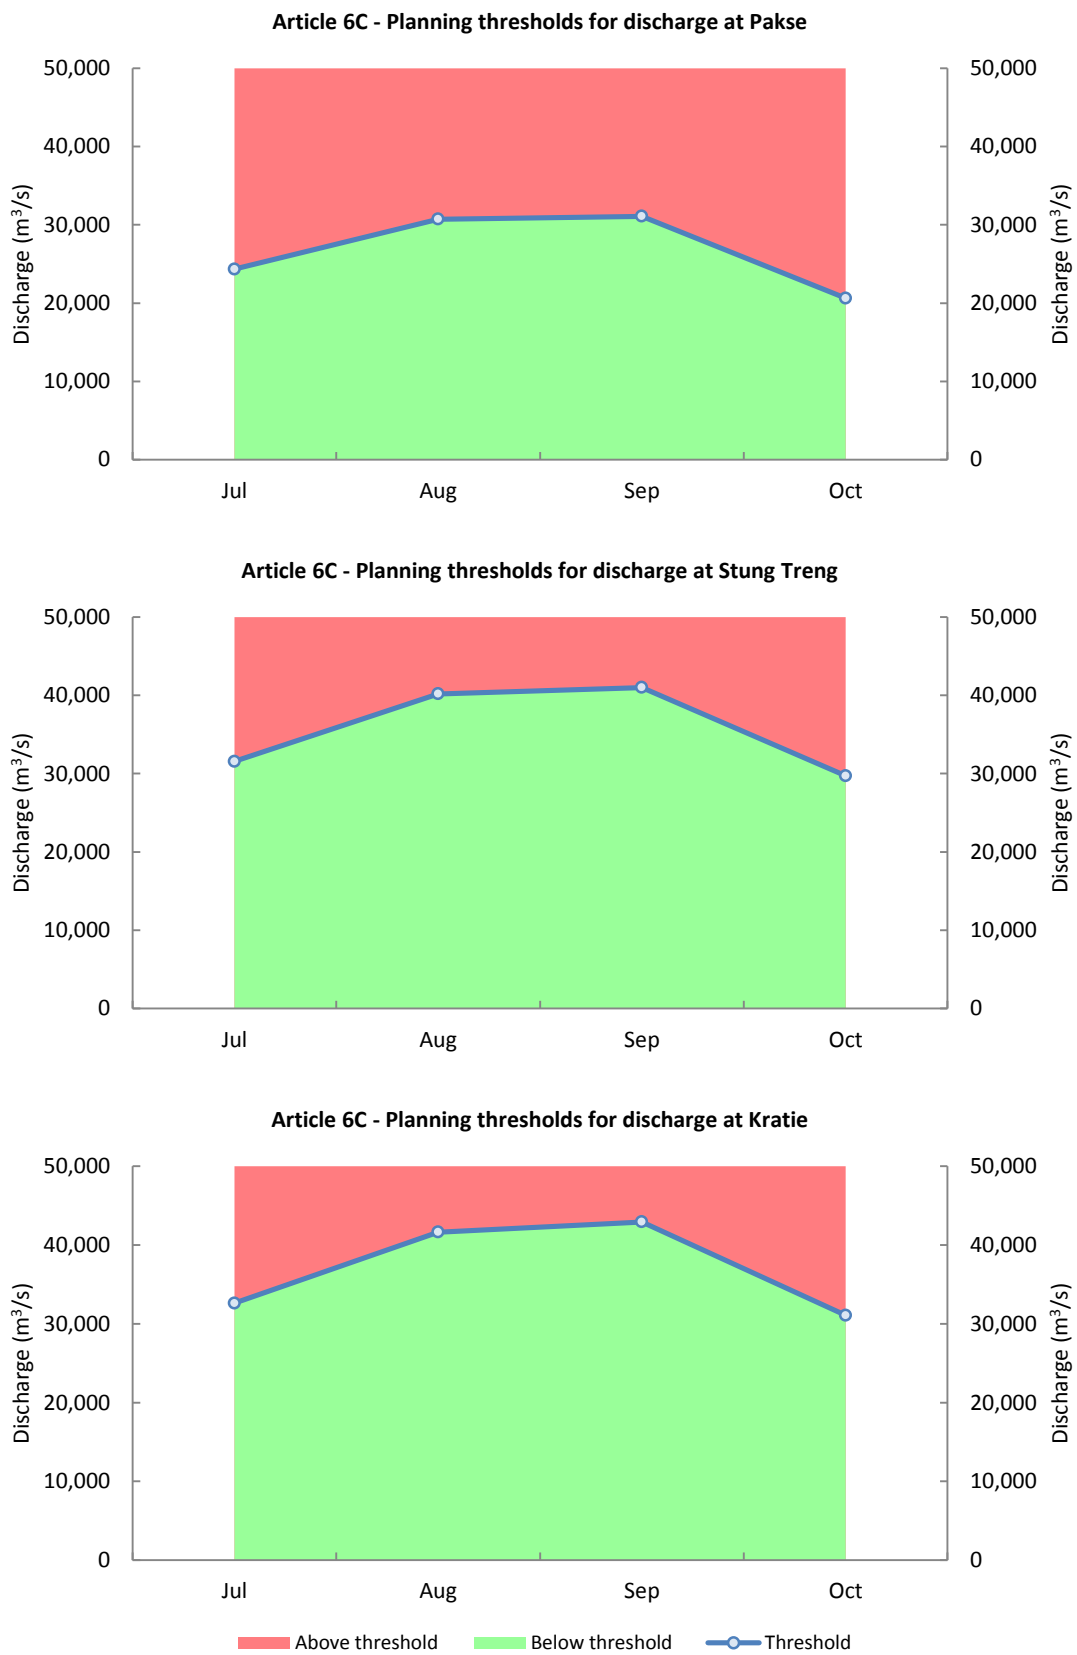 Article 6C - Planning thresholds for discharge at Pakse
50,000 50,000
40,000 40,000
30,000 30,000
20,000 20,000
10,000 10,000
0 0
Discharge (m³/s) Discharge (m³/s)
Jul Aug Sep Oct
Article 6C - Planning thresholds for discharge at Stung Treng
50,000 50,000
40,000 40,000
30,000 30,000
20,000 20,000
10,000 10,000
0 0
Discharge (m³/s) Discharge (m³/s)
Jul Aug Sep Oct
Article 6C - Planning thresholds for discharge at Kratie
50,000 50,000
40,000 40,000
30,000 30,000
20,000 20,000
10,000 10,000
0 0
Discharge (m³/s) Discharge (m³/s)
Jul Aug Sep Oct
Above threshold Below threshold Threshold